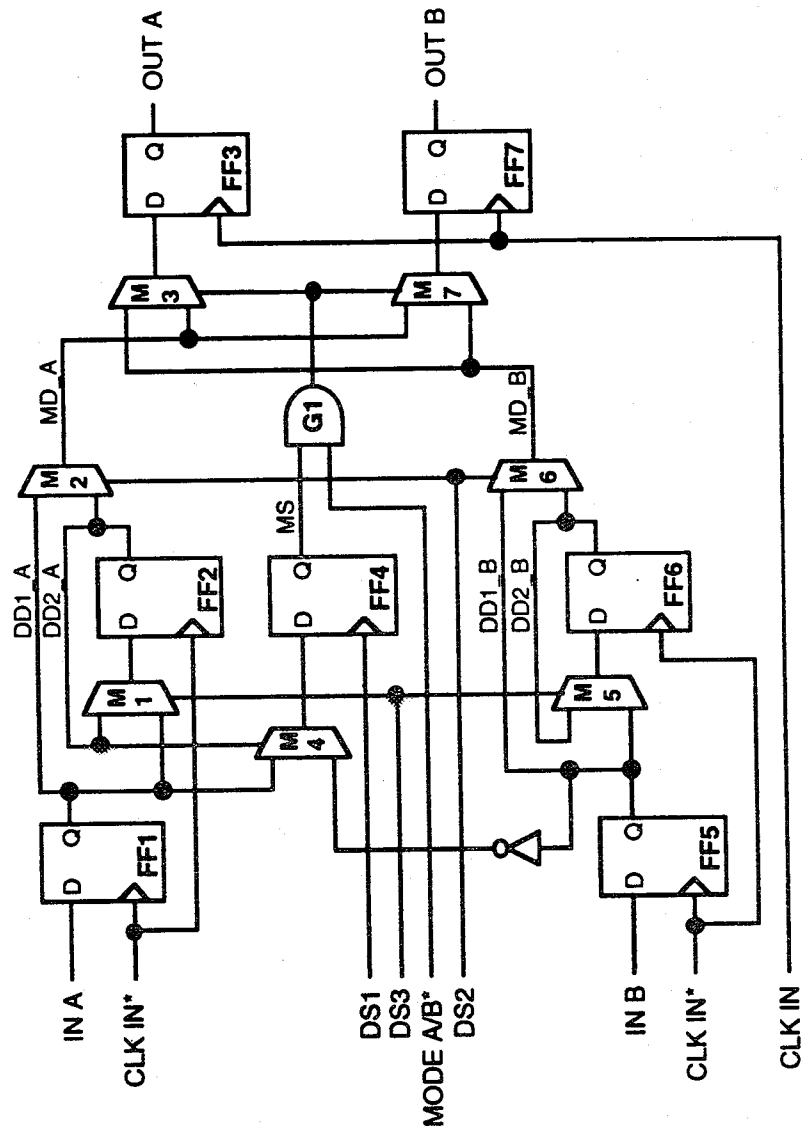 IN A
CLK IN*
D
Q
FF1
DD1_A
DD2_A
M
1
D
Q
FF2
M
2
MD_A
M
3
D
Q
FF3
OUT A
DS1
DS3
MODE A/B*
DS2
M
4
D
Q
FF4
MS
G1
IN B
CLK IN*
CLK IN
D
Q
FF5
DD1_B
DD2_B
M
5
D
Q
FF6
M
6
MD_B
M
7
D
Q
FF7
OUT B